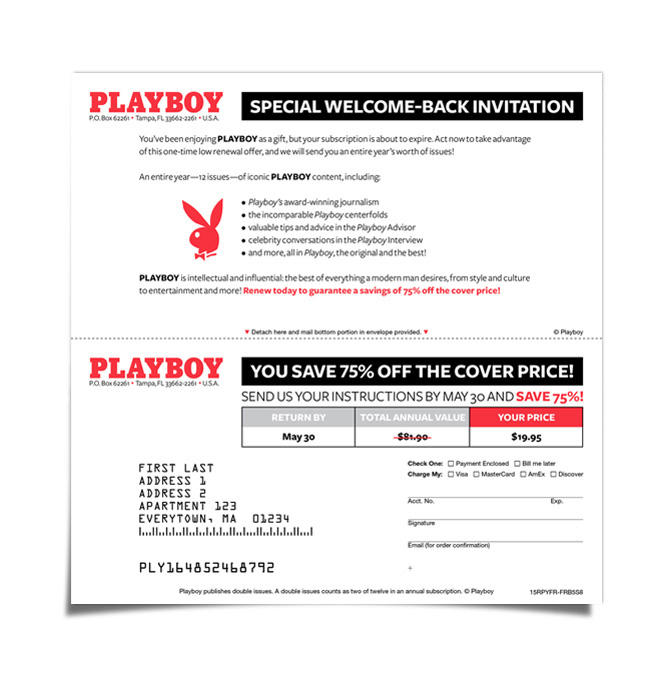 PLAYBOY
P.O. Box 62261 • Tampa, FL 33662-2261 • U.S.A.
SPECIAL WELCOME-BACK INVITATION
You've been enjoying PLAYBOY as a gift, but your subscription is about to expire. Act now to take advantage
of this one-time low renewal offer, and we will send you an entire year's worth of issues!
An entire year—12 issues—of iconic PLAYBOY content, including:
• Playboy's award-winning journalism
• the incomparable Playboy centerfolds
• valuable tips and advice in the Playboy Advisor
• celebrity conversations in the Playboy Interview
• and more, all in Playboy, the original and the best!
PLAYBOY is intellectual and influential: the best of everything a modern man desires, from style and culture
to entertainment and more! Renew today to guarantee a savings of 75% off the cover price!
▼ Detach here and mail bottom portion in envelope provided. ▼
© Playboy
PLAYBOY
P.O. Box 62261 • Tampa, FL 33662-2261 • U.S.A.
YOU SAVE 75% OFF THE COVER PRICE!
SEND US YOUR INSTRUCTIONS BY MAY 30 AND SAVE 75%!
RETURN BY TOTAL ANNUAL VALUE YOUR PRICE
May 30 $81.90 $19.95
FIRST LAST
ADDRESS 1
ADDRESS 2
APARTMENT 123
EVERYTOWN, MA 01234
PLY164852468792
Check One: □ Payment Enclosed □ Bill me later
Charge My: □ Visa □ MasterCard □ AmEx □ Discover
Acct. No. Exp.
Signature
Email (for order confirmation)
+
Playboy publishes double issues. A double issues counts as two of twelve in an annual subscription. © Playboy
15RPYFR-FRB5S8